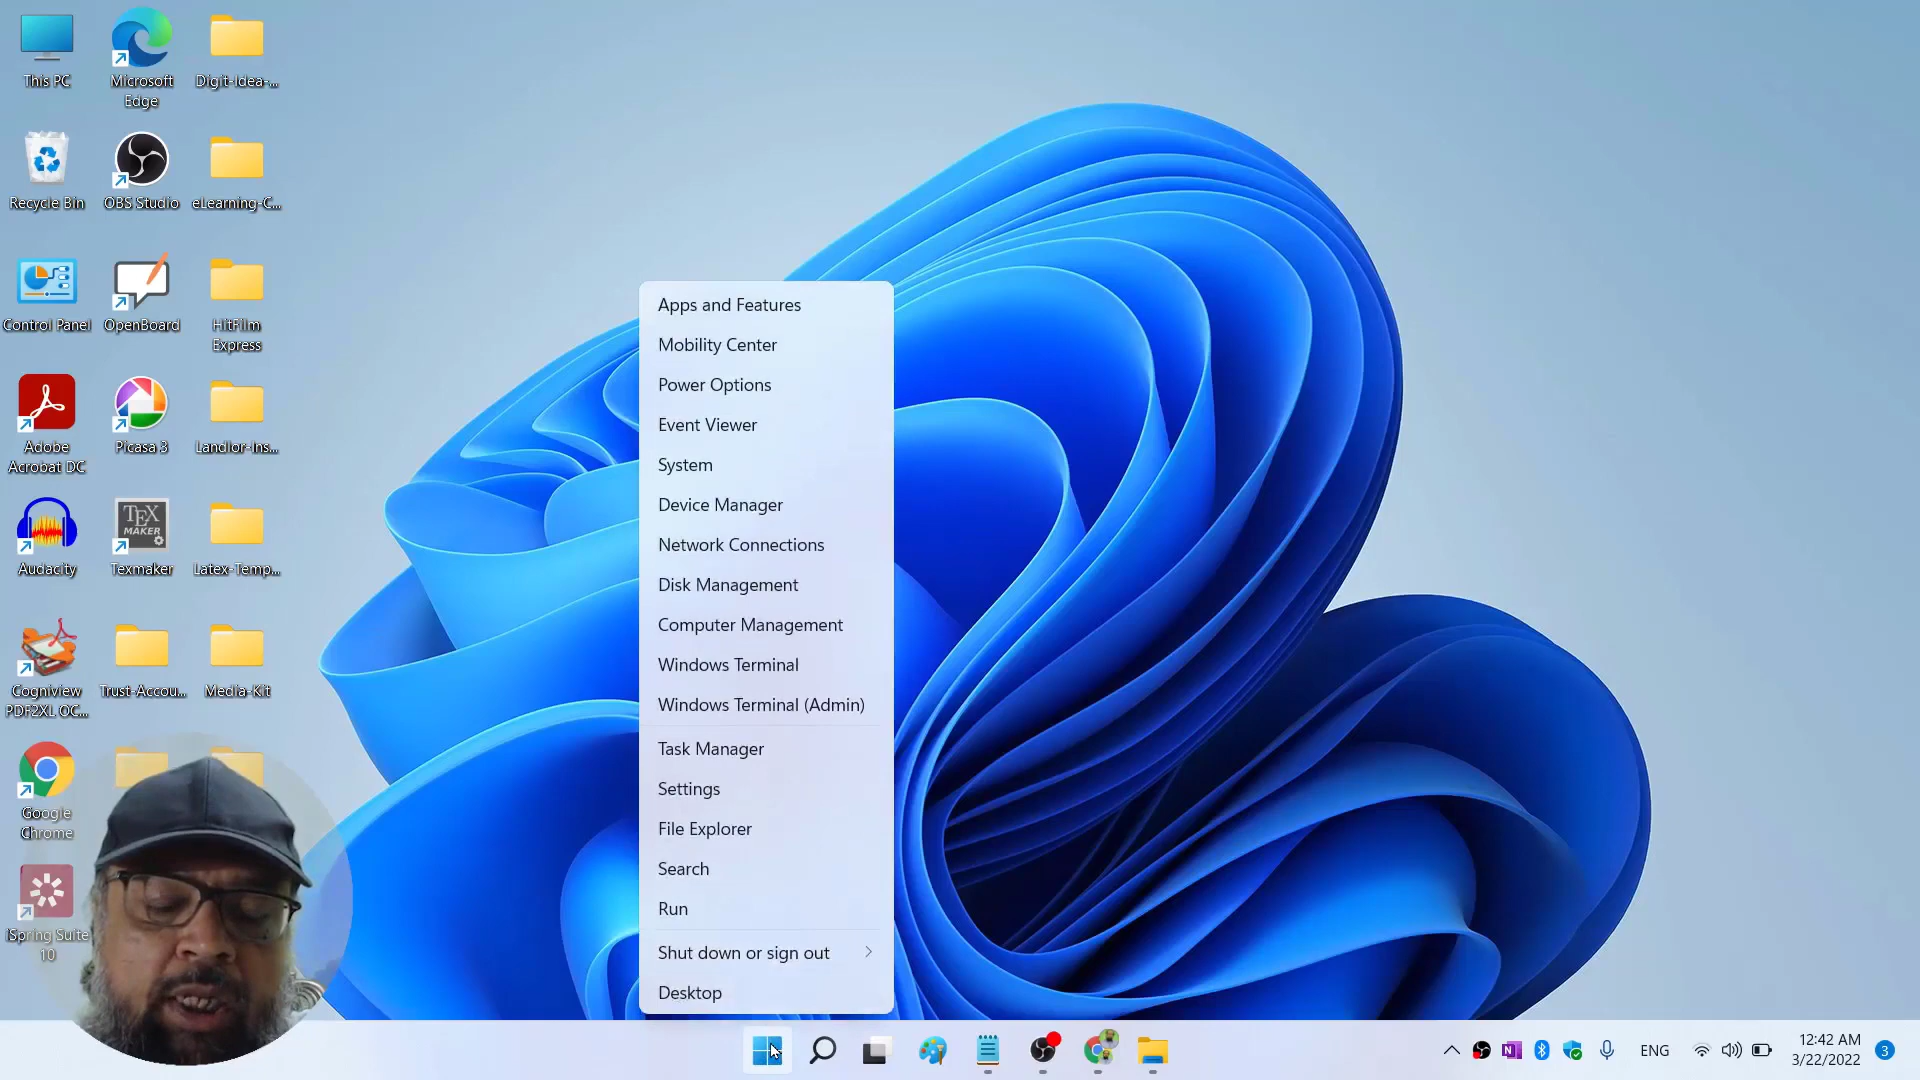 This PC
Microsoft
Edge
Digit-Idea-...
Recycle Bin
OBS Studio
eLearning-C...
Control Panel
OpenBoard
HitFilm
Express
Adobe
Acrobat DC
Picasa 3
Landlor-Ins...
Audacity
TEX
MAKER
Texmaker
Latex-Temp...
Cogniview
PDF2XL OC...
Trust-Accou...
Media-Kit
Google
Chrome
iSpring Suite
10
Apps and Features
Mobility Center
Power Options
Event Viewer
System
Device Manager
Network Connections
Disk Management
Computer Management
Windows Terminal
Windows Terminal (Admin)
Task Manager
Settings
File Explorer
Search
Run
Shut down or sign out
Desktop
N
ENG
12:42 AM
3/22/2022
3